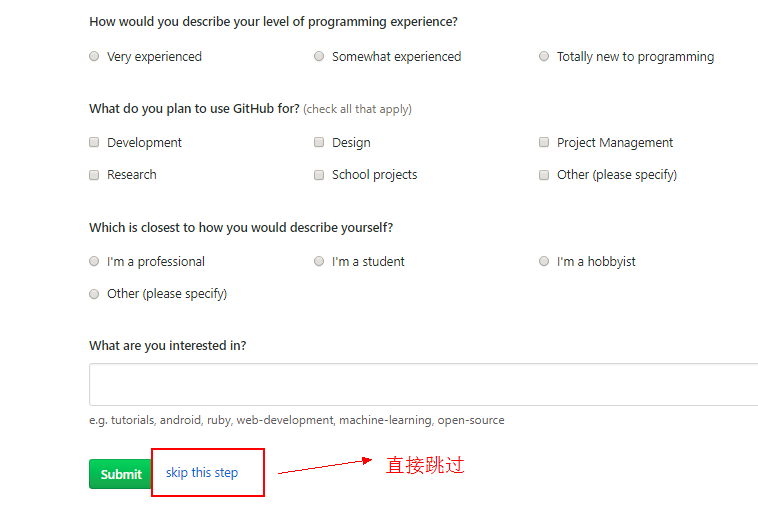 How would you describe your level of programming experience?
Very experienced Somewhat experienced Totally new to programming
What do you plan to use GitHub for? (check all that apply)
Development Design Project Management
Research School projects Other (please specify)
Which is closest to how you would describe yourself?
I'm a professional I'm a student I'm a hobbyist
Other (please specify)
What are you interested in?
e.g. tutorials, android, ruby, web-development, machine-learning, open-source
Submit skip this step 直接跳过